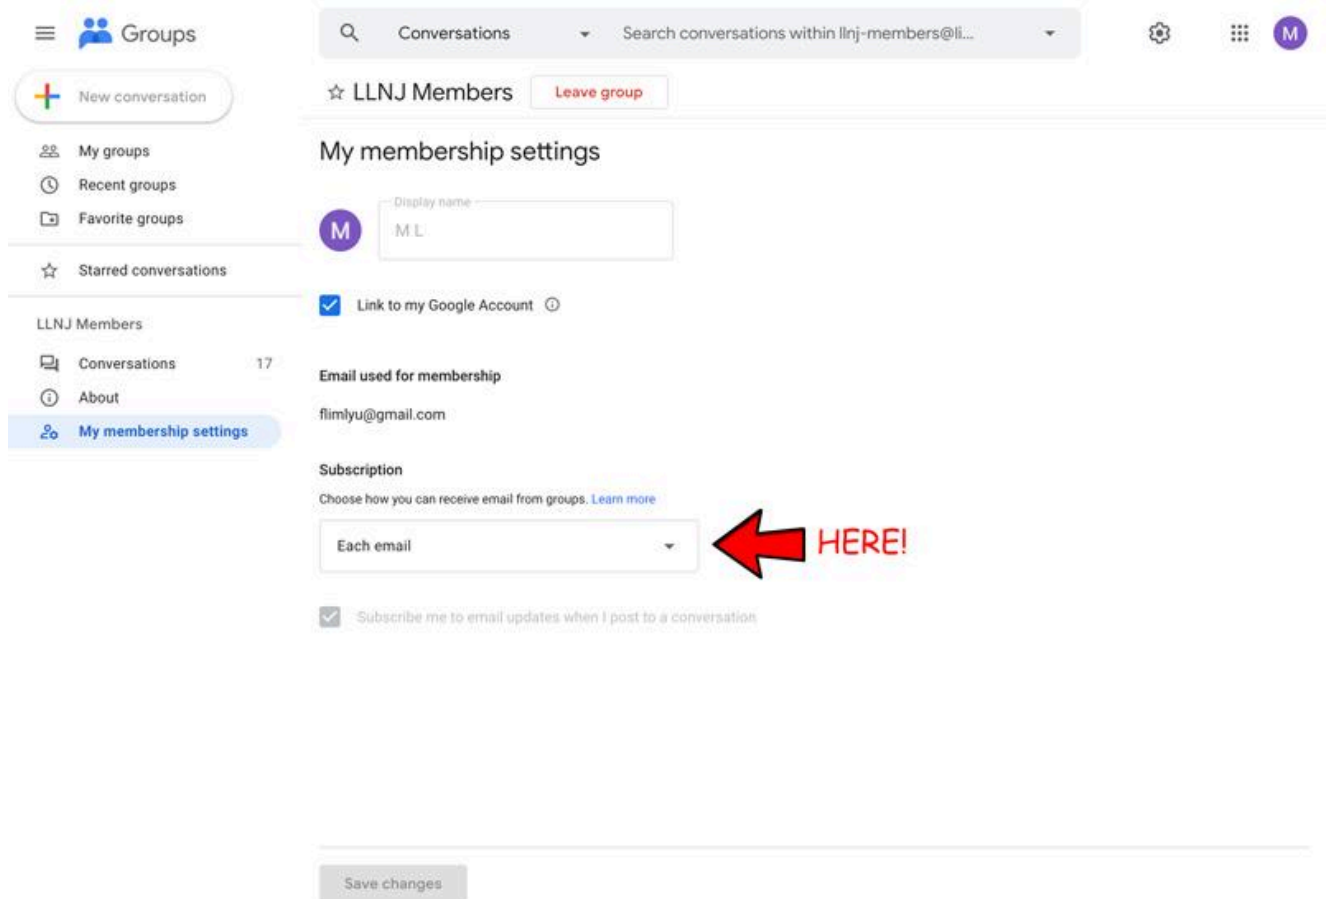 Groups
Conversations
Search conversations within llnj-members@li...
M
New conversation
LLNJ Members
Leave group
My groups
Recent groups
Favorite groups
Starred conversations
LLNJ Members
Conversations 17
About
My membership settings
My membership settings
M
Display name
M L
Link to my Google Account
Email used for membership
flimlyu@gmail.com
Subscription
Choose how you can receive email from groups. Learn more
Each email
HERE!
Subscribe me to email updates when I post to a conversation
Save changes